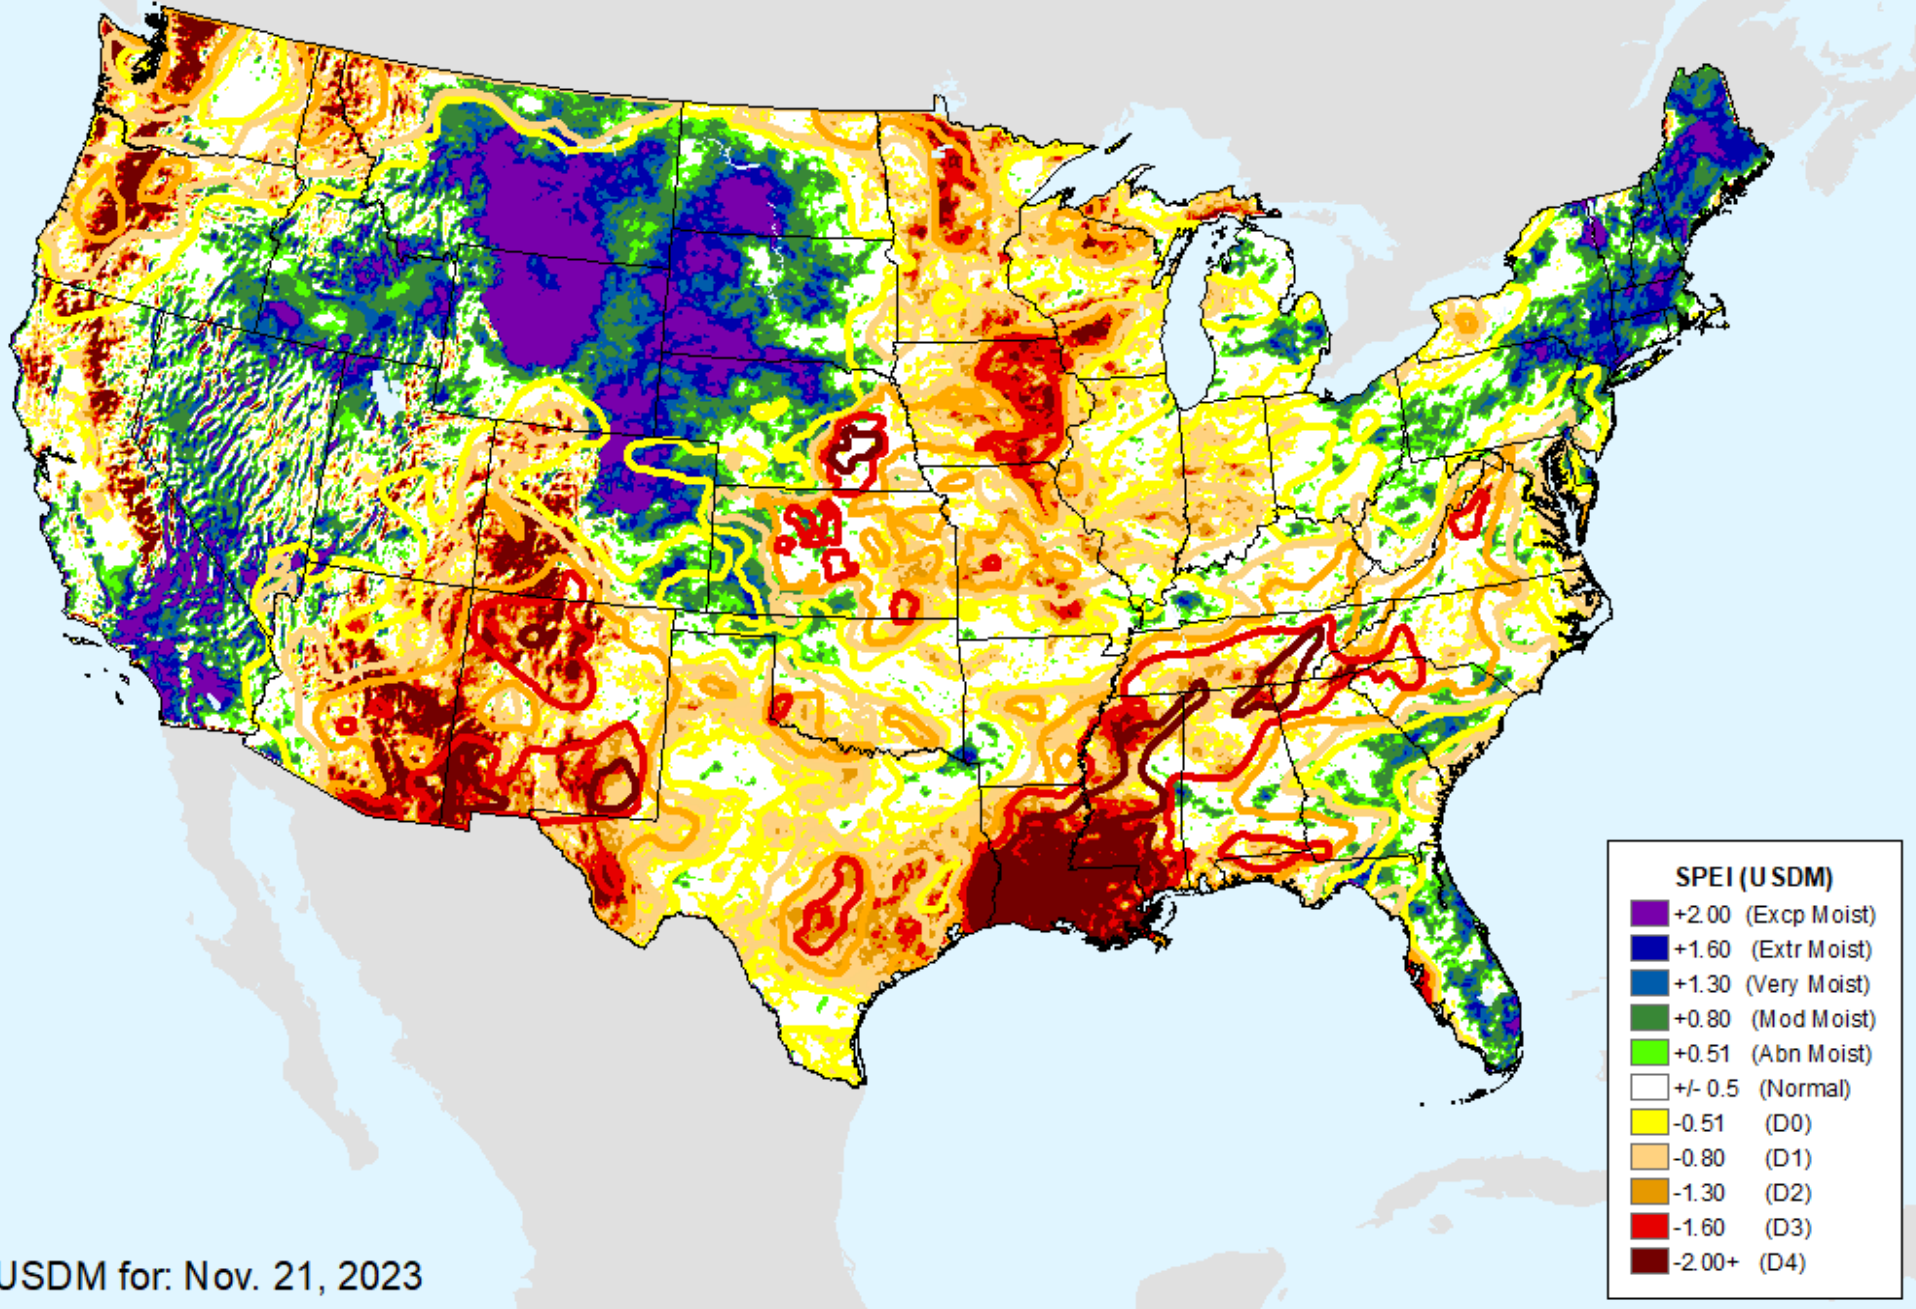 SPEI (USDM)
+2.00 (Excp Moist)
+1.60 (Extr Moist)
+1.30 (Very Moist)
+0.80 (Mod Moist)
+0.51 (Abn Moist)
+/- 0.5 (Normal)
-0.51 (D0)
-0.80 (D1)
-1.30 (D2)
-1.60 (D3)
-2.00+ (D4)
USDM for: Nov. 21, 2023